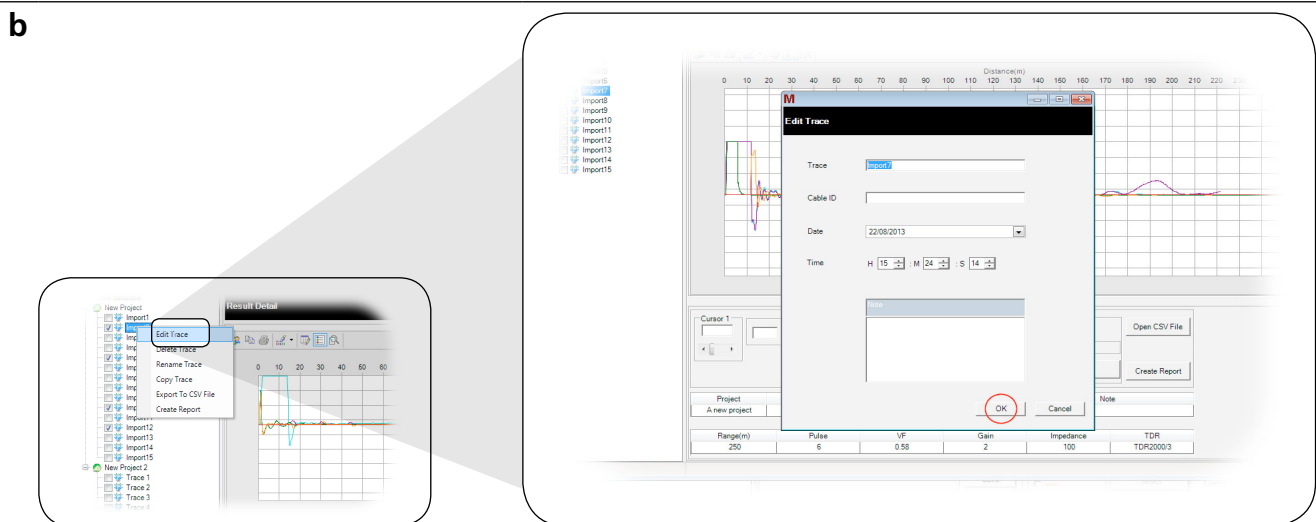 b
New Project
Import1
Edit Trace
Delete Trace
Rename Trace
Copy Trace
Export To CSV File
Create Report
Import12
Import13
Import14
Import15
New Project 2
Trace 1
Trace 2
Trace 3
Trace 4
Result Detail
0 10 20 30 40 50 60
Import7
Import8
Import9
Import10
Import11
Import12
Import13
Import14
Import15
Distance(m)
0 10 20 30 40 50 60 70 80 90 100 110 120 130 140 150 160 170 180 190 200 210 220
M
Edit Trace
Trace Import7
Cable ID
Date 22/08/2013
Time H 15 : M 24 : S 14
Note
OK Cancel
Cursor 1
Open CSV File
Create Report
Project Note
A new project
Range(m) Pulse VF Gain Impedance TDR
250 6 0.58 2 100 TDR2000/3